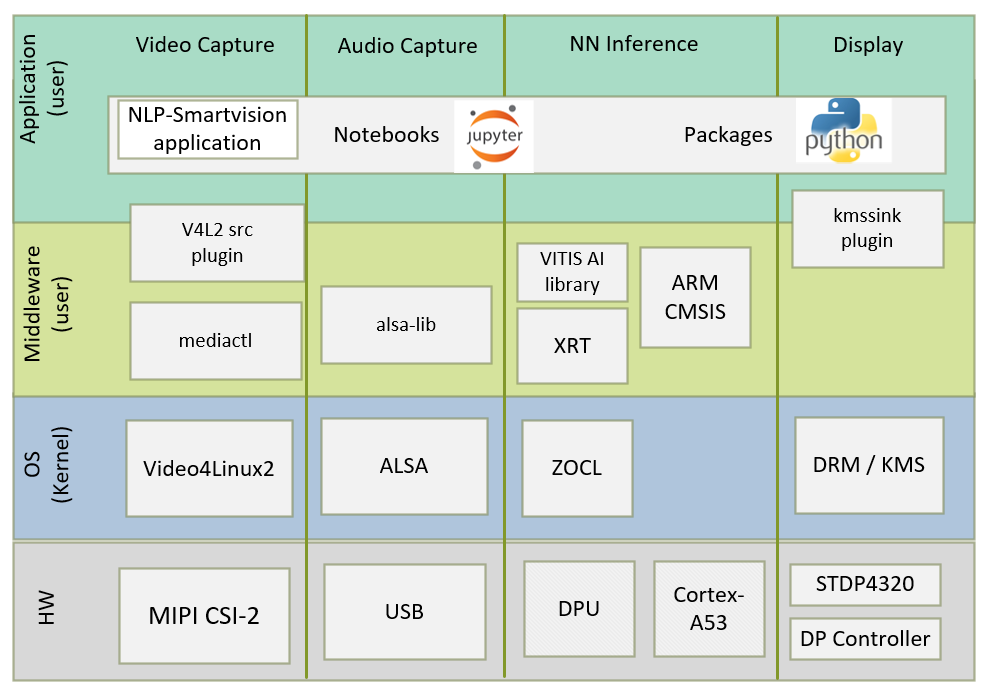 Application
(user)
Video Capture
Audio Capture
NN Inference
Display
NLP-Smartvision
application
Notebooks
jupyter
Packages
python
Middleware
(user)
V4L2 src
plugin
mediactl
alsa-lib
VITIS AI
library
XRT
ARM
CMSIS
kmssink
plugin
OS
(Kernel)
Video4Linux2
ALSA
ZOCL
DRM / KMS
HW
MIPI CSI-2
USB
DPU
Cortex-
A53
STDP4320
DP Controller